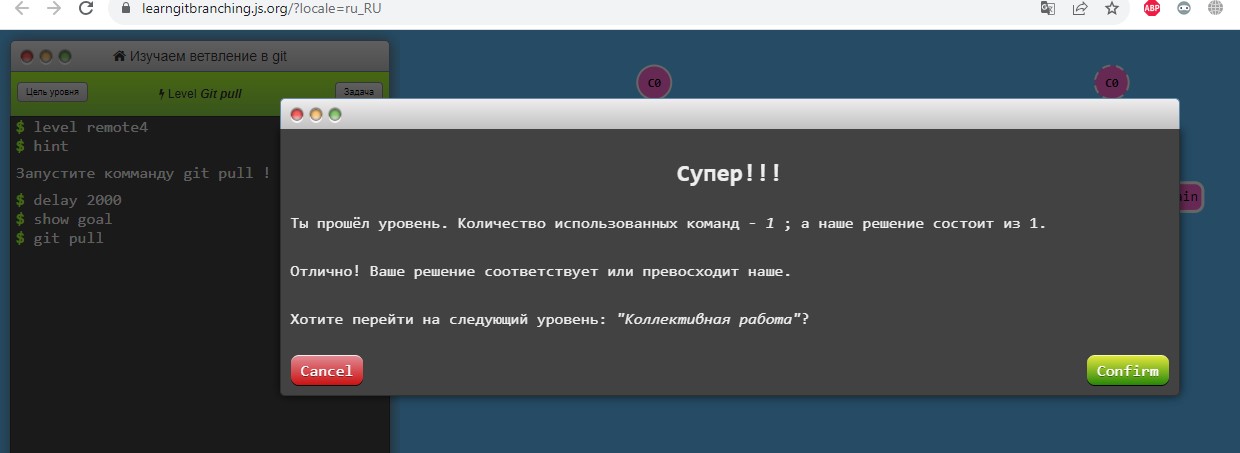 learngitbranching.js.org/?locale=ru_RU
ABP
Изучаем ветвление в git
Цель уровня
Level Git pull
Задача
$ level remote4
$ hint
Запустите комманду git pull !
$ delay 2000
$ show goal
$ git pull
C0
C0
Супер!!!
Ты прошёл уровень. Количество использованных команд - 1 ; а наше решение состоит из 1.
Отлично! Ваше решение соответствует или превосходит наше.
Хотите перейти на следующий уровень: "Коллективная работа"?
Cancel
Confirm